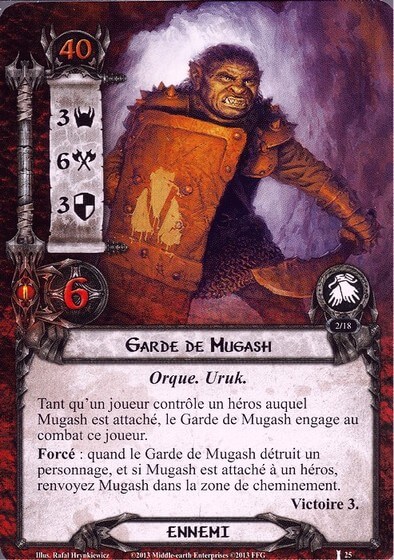 40
3
6
3
6
2/18
Garde de Mugash
Orque. Uruk.
Tant qu'un joueur contrôle un héros auquel
Mugash est attaché, le Garde de Mugash engage au
combat ce joueur.
Forcé : quand le Garde de Mugash détruit un
personnage, et si Mugash est attaché à un héros,
renvoyez Mugash dans la zone de cheminement.
Victoire 3.
ENNEMI
Illus. Rafal Hrynkiewicz ©2013 Middle-earth Enterprises ©2013 FFG 25